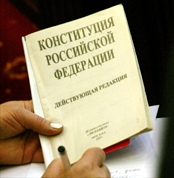 КОНСТИТУЦИЯ
РОССИЙСКОЙ
ФЕДЕРАЦИИ
ДЕЙСТВУЮЩАЯ РЕДАКЦИЯ